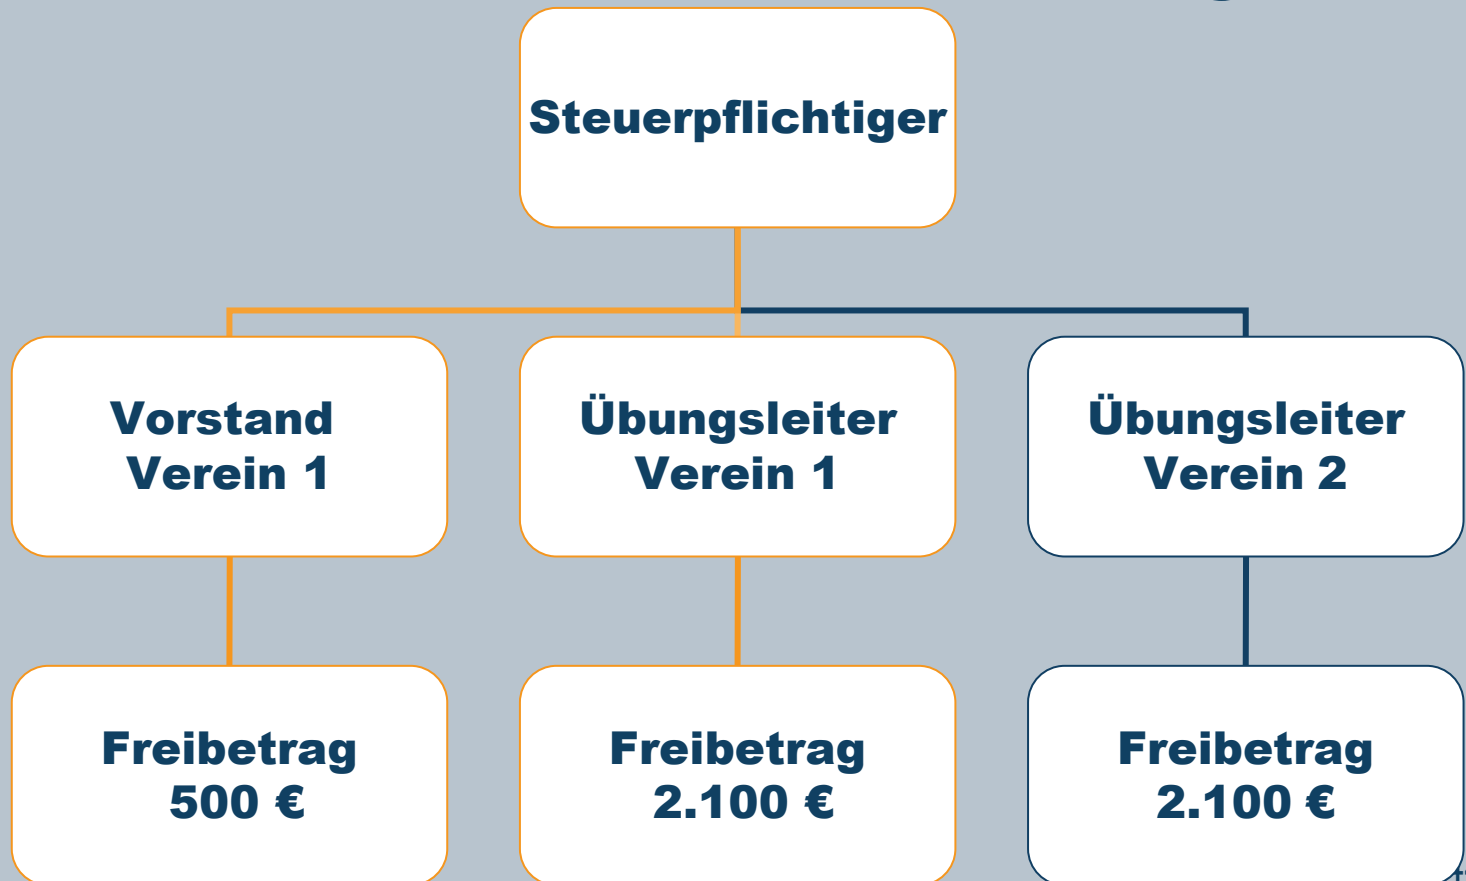 Steuerpflichtiger
Vorstand
Verein 1
Übungsleiter
Verein 1
Übungsleiter
Verein 2
Freibetrag
500 €
Freibetrag
2.100 €
Freibetrag
2.100 €